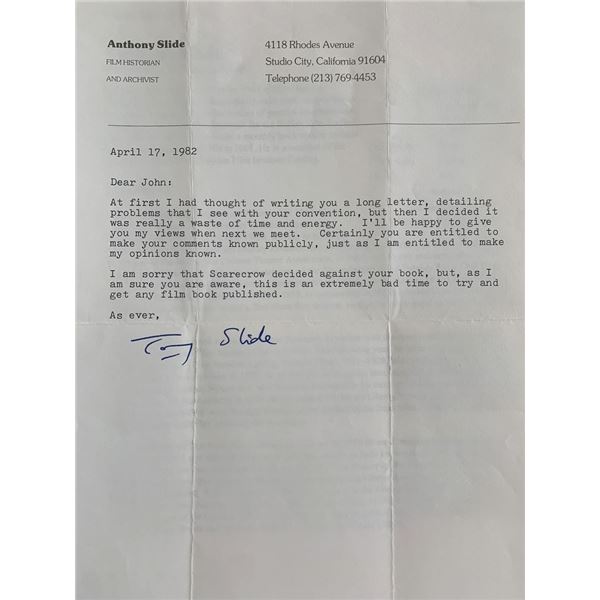 Anthony Slide
FILM HISTORIAN
AND ARCHIVIST
4118 Rhodes Avenue
Studio City, California 91604
Telephone (213) 769-4453
April 17, 1982
Dear John:
At first I had thought of writing you a long letter, detailing
problems that I see with your convention, but then I decided it
was really a waste of time and energy. I'll be happy to give
you my views when next we meet. Certainly you are entitled to
make your comments known publicly, just as I am entitled to make
my opinions known.
I am sorry that Scarecrow decided against your book, but, as I
am sure you are aware, this is an extremely bad time to try and
get any film book published.
As ever,
Tony Slide